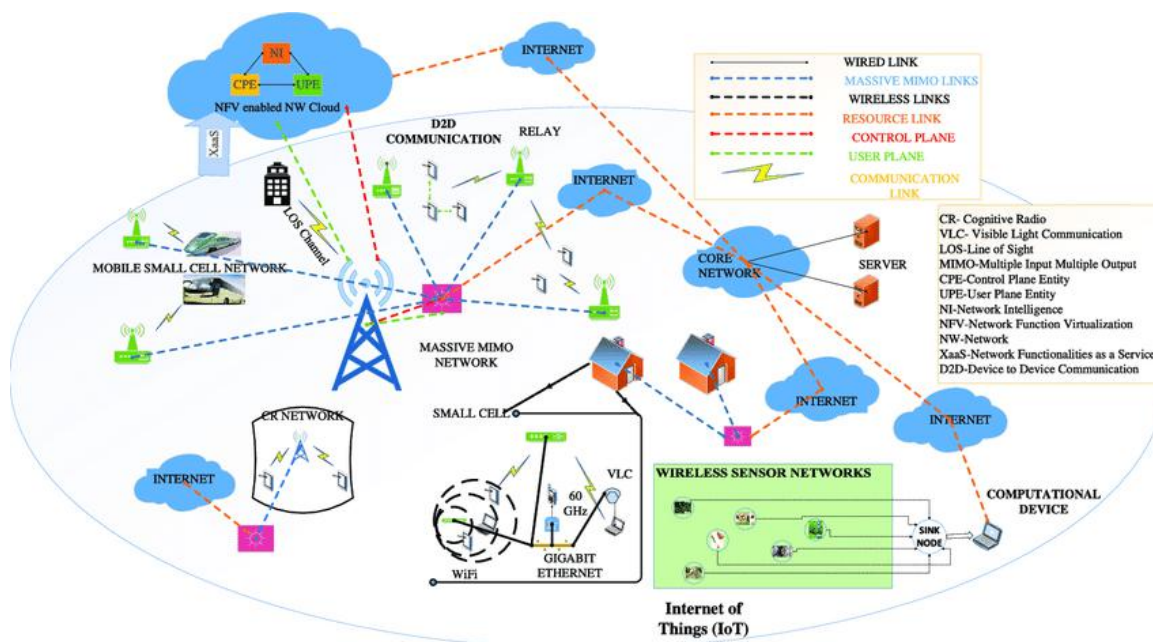 INTERNET
NI
CPE
UPE
NFV enabled NW Cloud
XaaS
D2D
COMMUNICATION
RELAY
WIRED LINK
MASSIVE MIMO LINKS
WIRELESS LINKS
RESOURCE LINK
CONTROL PLANE
USER PLANE
COMMUNICATION
LINK
INTERNET
LOS Channel
MOBILE SMALL CELL NETWORK
CORE
NETWORK
SERVER
CR- Cognitive Radio
VLC- Visible Light Communication
LOS-Line of Sight
MIMO-Multiple Input Multiple Output
CPE-Control Plane Entity
UPE-User Plane Entity
NI-Network Intelligence
NFV-Network Function Virtualization
NW-Network
XaaS-Network Functionalities as a Service
D2D-Device to Device Communication
MASSIVE MIMO
NETWORK
SMALL CELL
INTERNET
INTERNET
CR NETWORK
INTERNET
VLC
60
GHz
WiFi
GIGABIT
ETHERNET
WIRELESS SENSOR NETWORKS
SINK
NODE
COMPUTATIONAL
DEVICE
Internet of
Things (IoT)